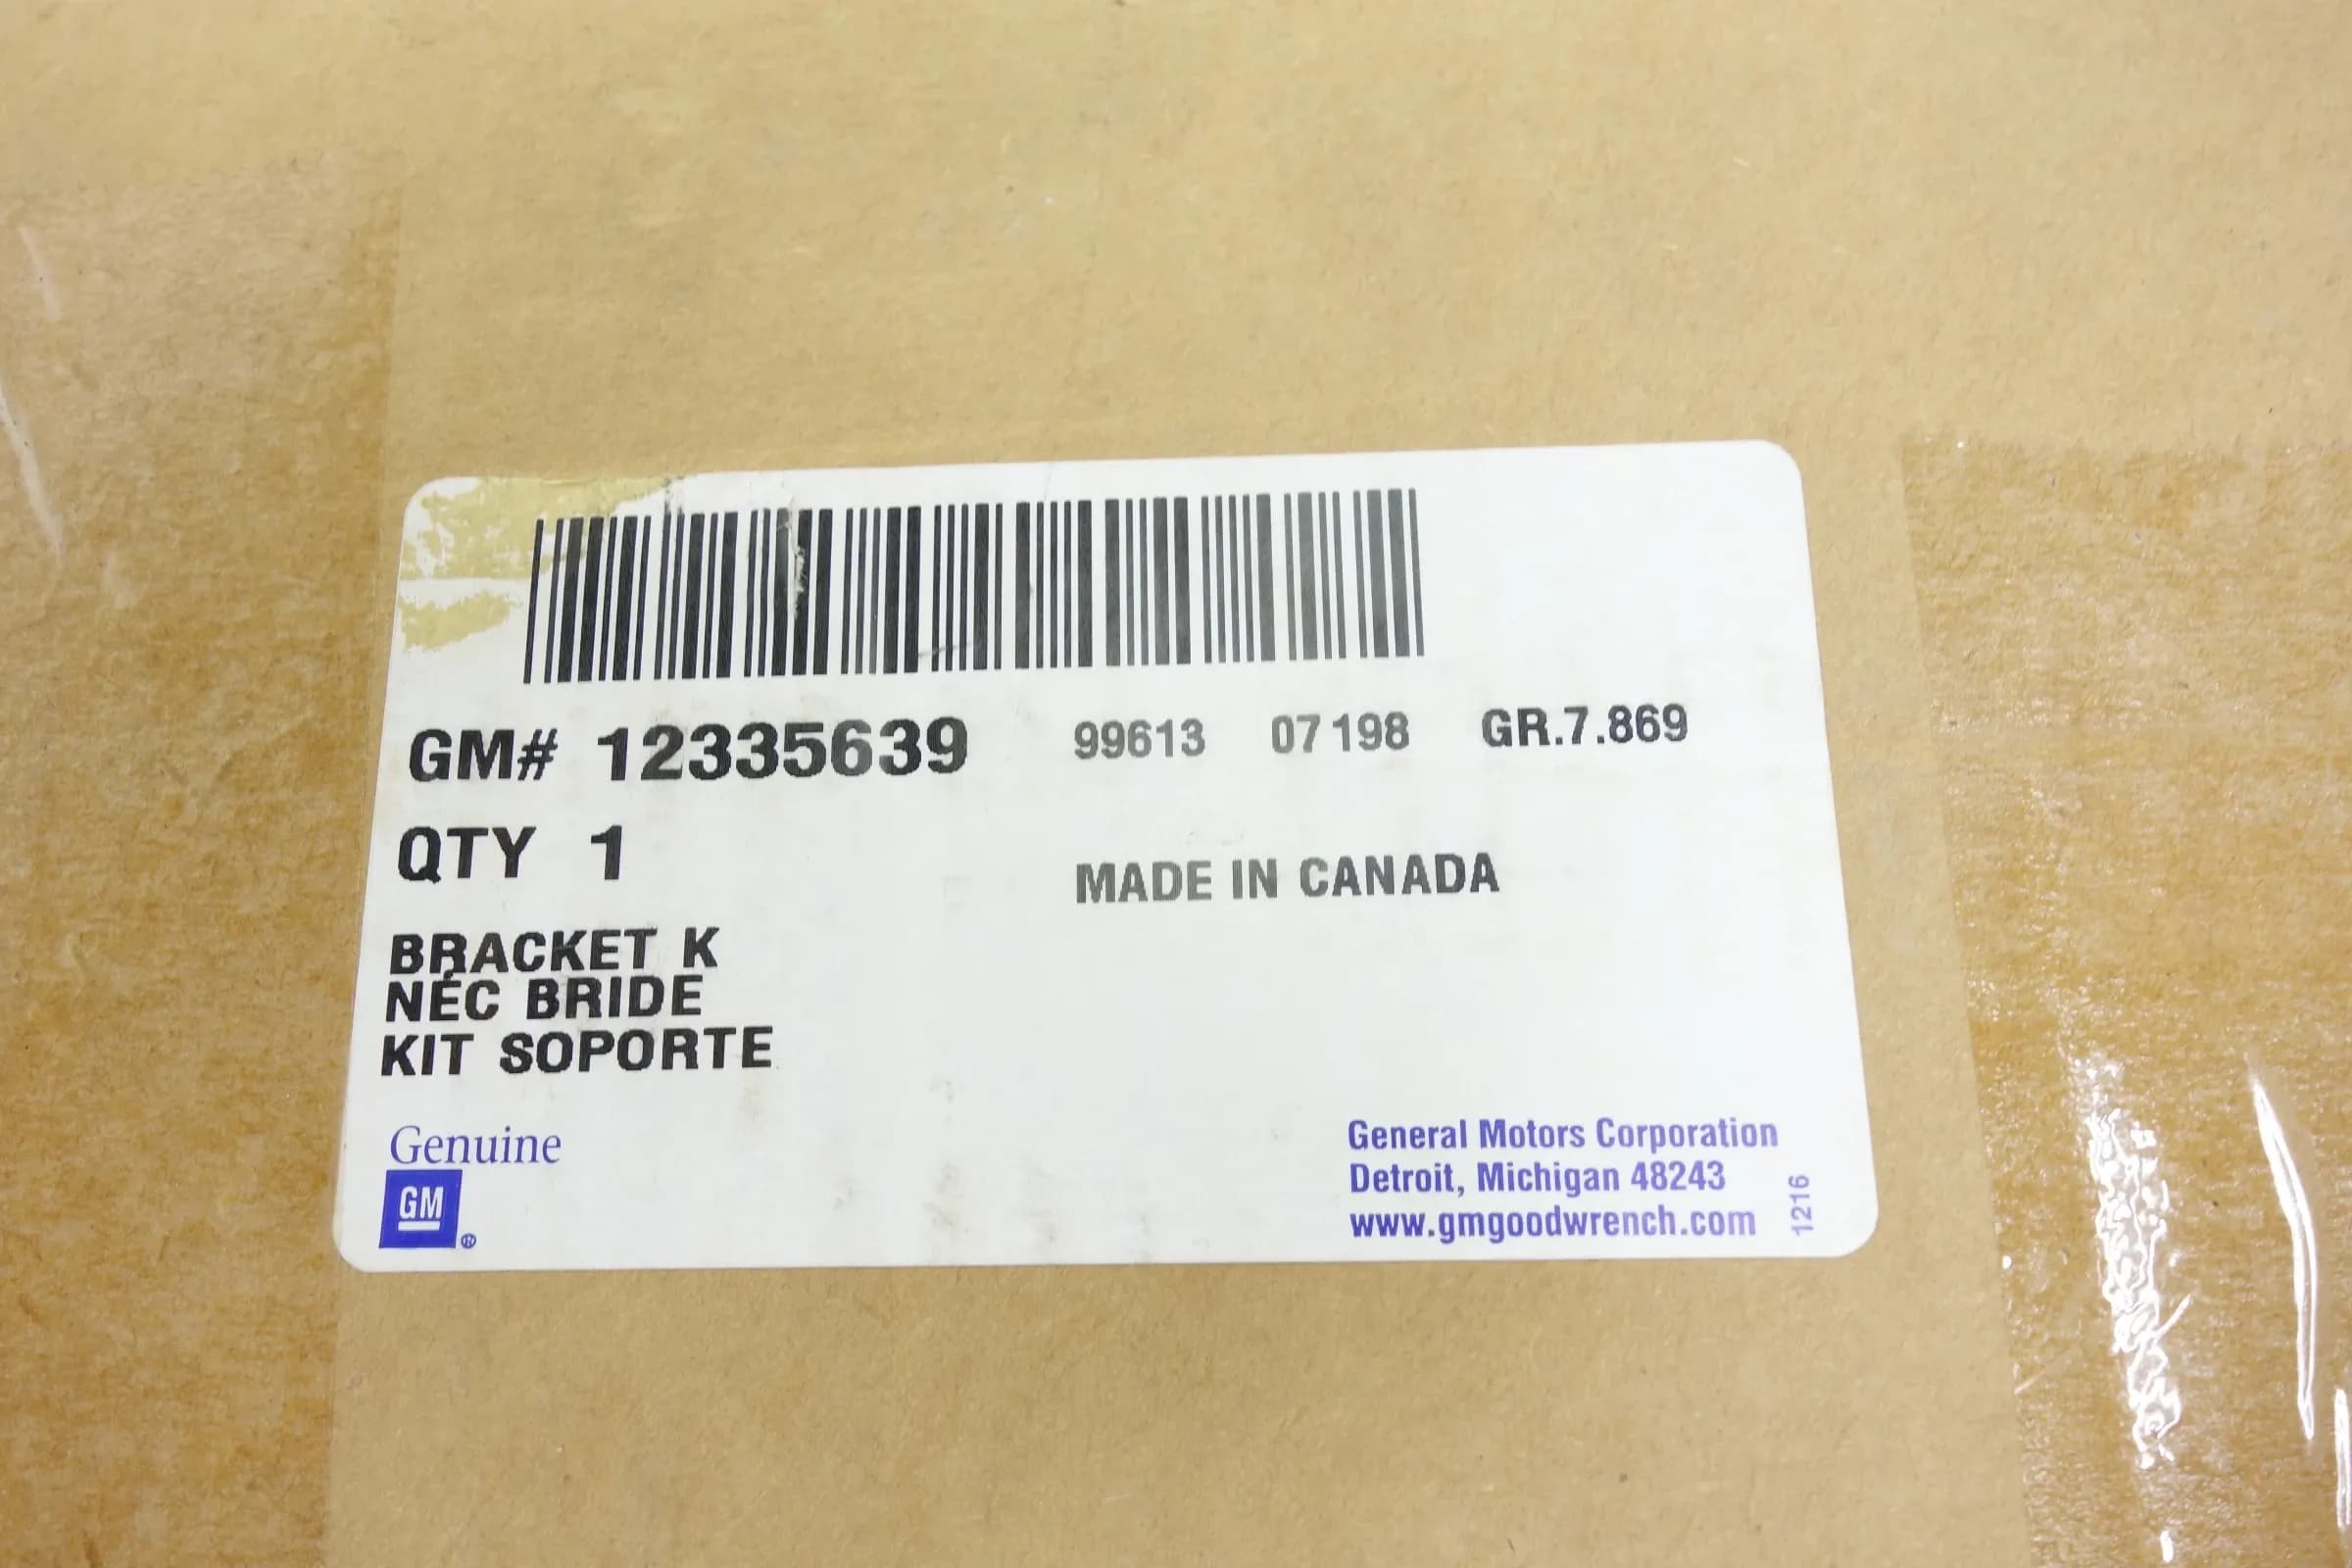 GM# 12335639 99613 07198 GR.7.869
QTY 1
MADE IN CANADA
BRACKET K
NÉC BRIDE
KIT SOPORTE
Genuine
GM
®
General Motors Corporation
Detroit, Michigan 48243
www.gmgoodwrench.com
1216